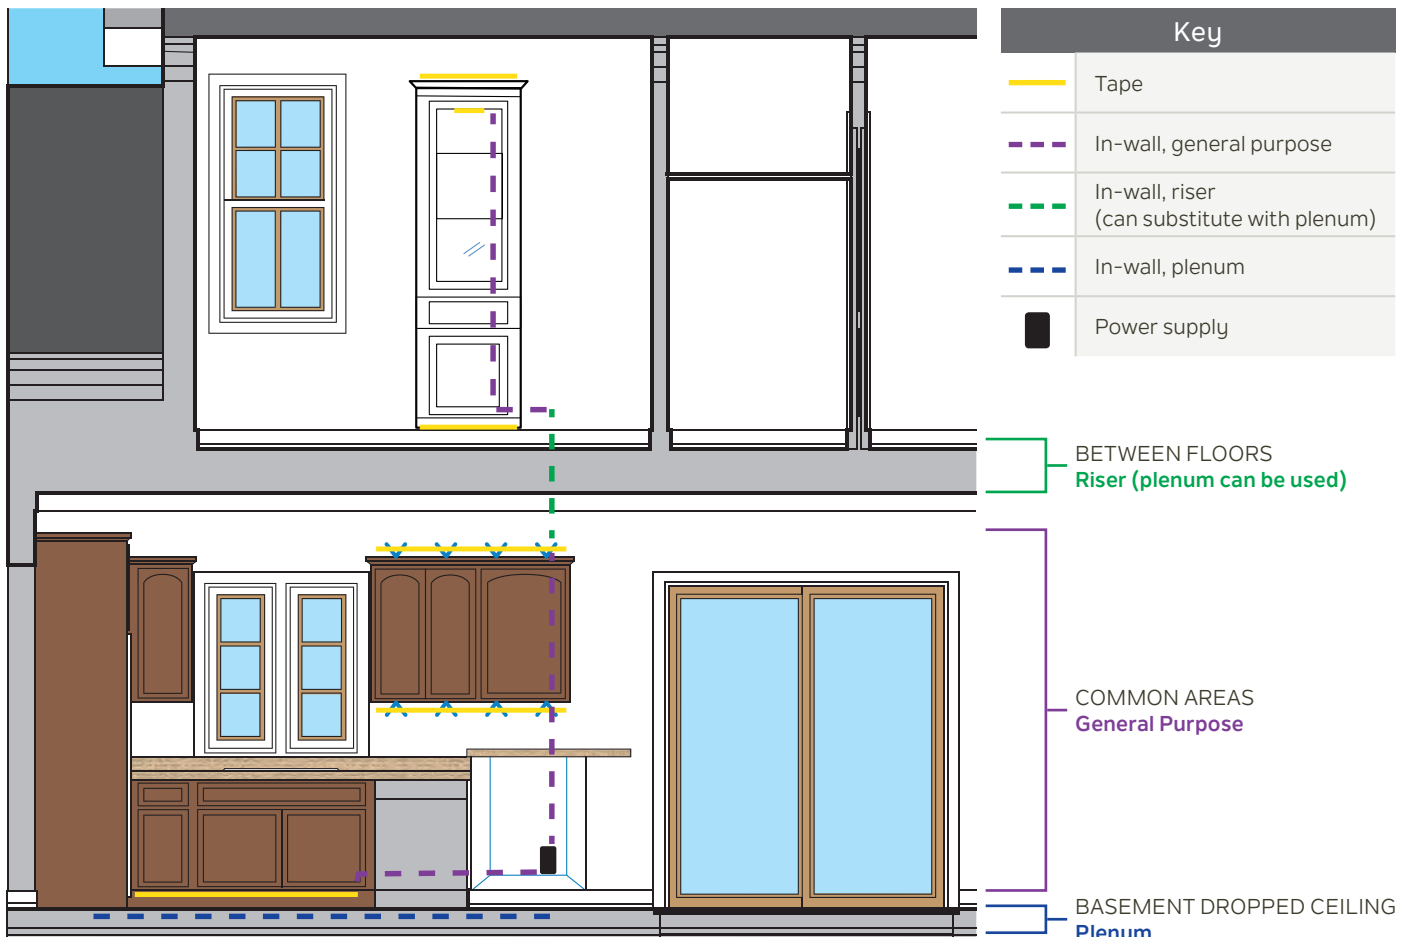 Key
Tape
In-wall, general purpose
In-wall, riser
(can substitute with plenum)
In-wall, plenum
Power supply
BETWEEN FLOORS
Riser (plenum can be used)
COMMON AREAS
General Purpose
BASEMENT DROPPED CEILING
Plenum